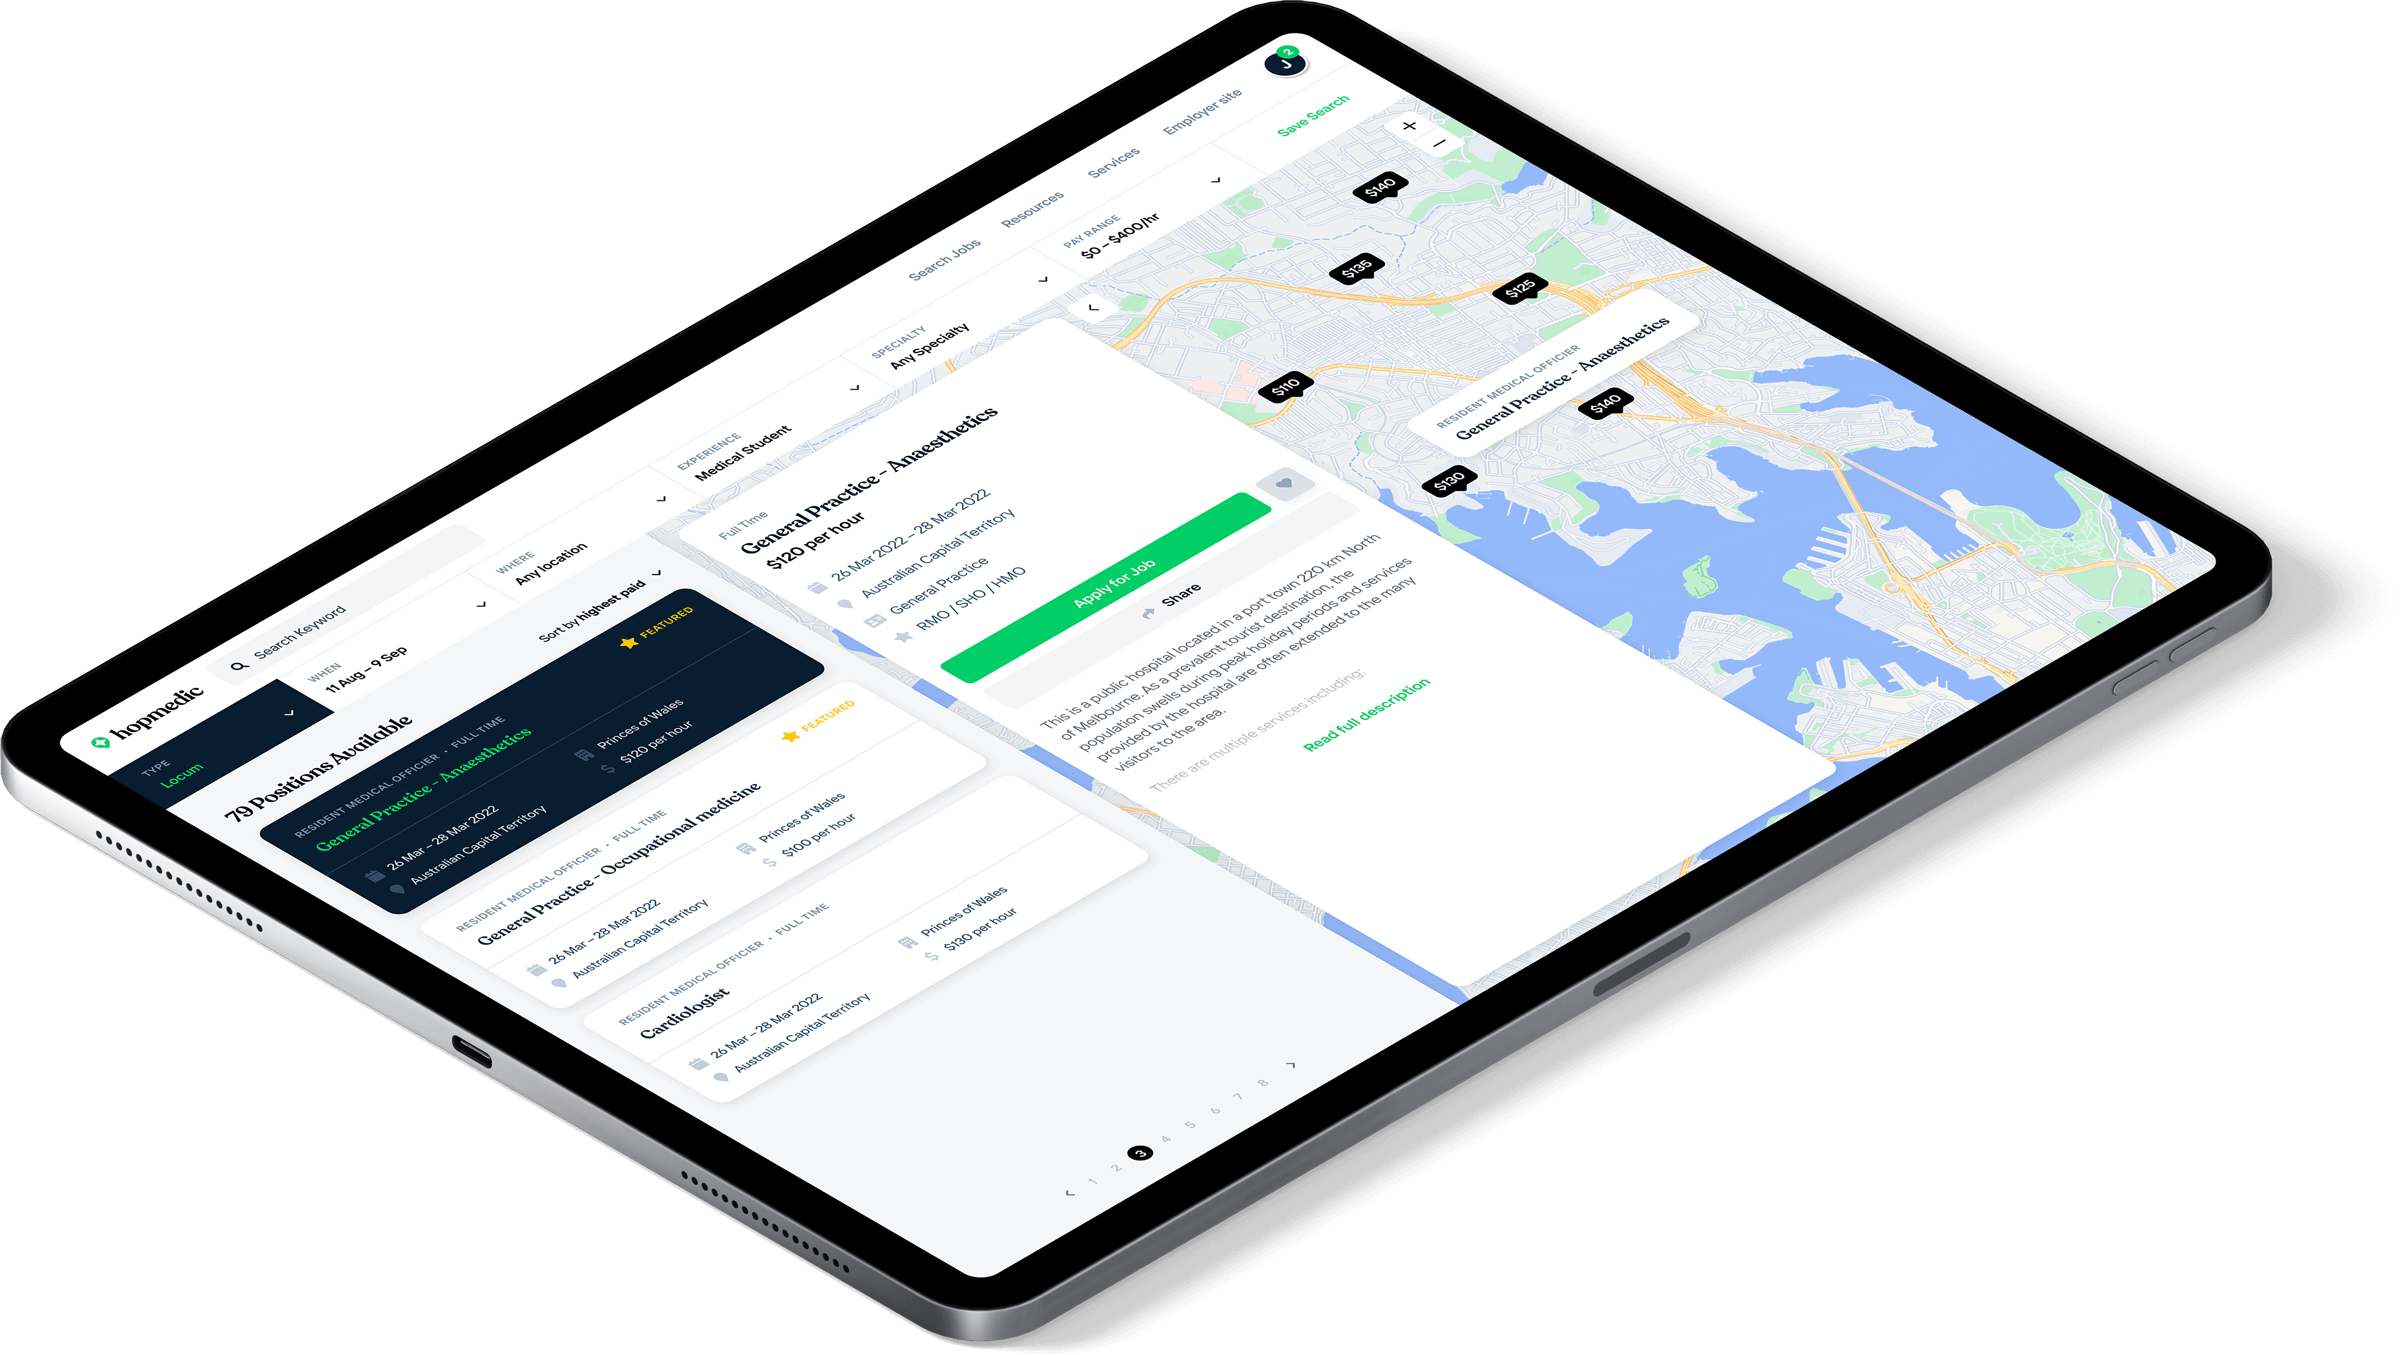 hopmedic
Search Keyword
Search Jobs
Resources
Services
Employer site
J
2
TYPE
Locum
WHEN
11 Aug – 9 Sep
WHERE
Any location
EXPERIENCE
Medical Student
SPECIALTY
Any Specialty
PAY RANGE
$0 – $400/hr
Save Search
79 Positions Available
Sort by highest paid
RESIDENT MEDICAL OFFICIER • FULL TIME
FEATURED
General Practice – Anaesthetics
26 Mar – 28 Mar 2022
Princes of Wales
Australian Capital Territory
$120 per hour
RESIDENT MEDICAL OFFICIER • FULL TIME
FEATURED
General Practice – Occupational medicine
26 Mar – 28 Mar 2022
Princes of Wales
Australian Capital Territory
$100 per hour
RESIDENT MEDICAL OFFICIER • FULL TIME
Cardiologist
26 Mar – 28 Mar 2022
Princes of Wales
Australian Capital Territory
$130 per hour
1 2 3 4 5 6 7 8
Full Time
General Practice – Anaesthetics
$120 per hour
26 Mar 2022 – 28 Mar 2022
Australian Capital Territory
General Practice
RMO / SHO / HMO
Apply for Job
Share
This is a public hospital located in a port town 220 km North
of Melbourne. As a prevalent tourist destination, the
population swells during peak holiday periods and services
provided by the hospital are often extended to the many
visitors to the area.
There are multiple services including:
Read full description
$140
$135
$125
$110
RESIDENT MEDICAL OFFICIER
General Practice – Anaesthetics
$140
$130